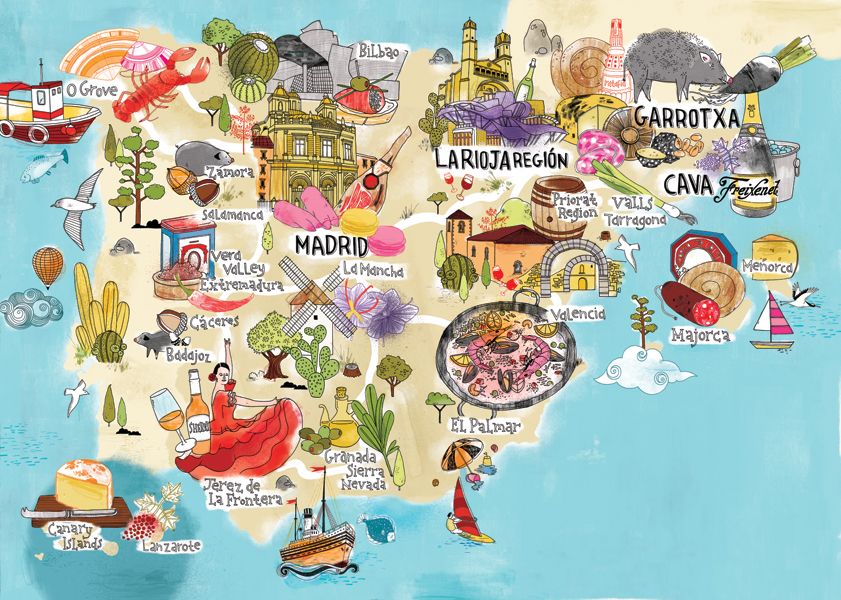 O GROVE
BILBAO
GARROTXA
LA RIOJA REGIÓN
CAVA Freixenet
Zamora
Salamanca
MADRID
La Mancha
Priorat
Region
Valls
Tarragona
Vera
Valley
Extremadura
Menorca
Majorca
Cáceres
Badajoz
Valencia
EL PALMAR
Granada
Sierra
Nevada
Jerez de
La Frontera
Canary
Islands
Lanzarote